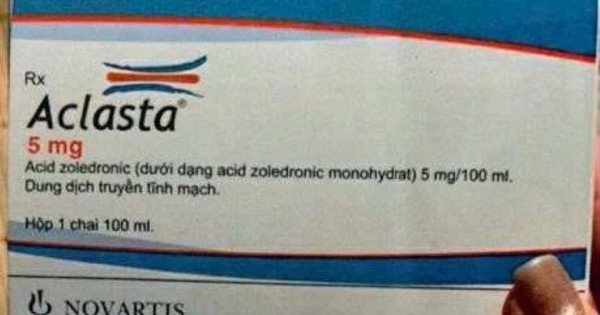 Rx
Aclasta®
5 mg
Acid zoledronic (dưới dạng acid zoledronic monohydrat) 5 mg/100 ml.
Dung dịch truyền tĩnh mạch.
Hộp 1 chai 100 ml.
NOVARTIS